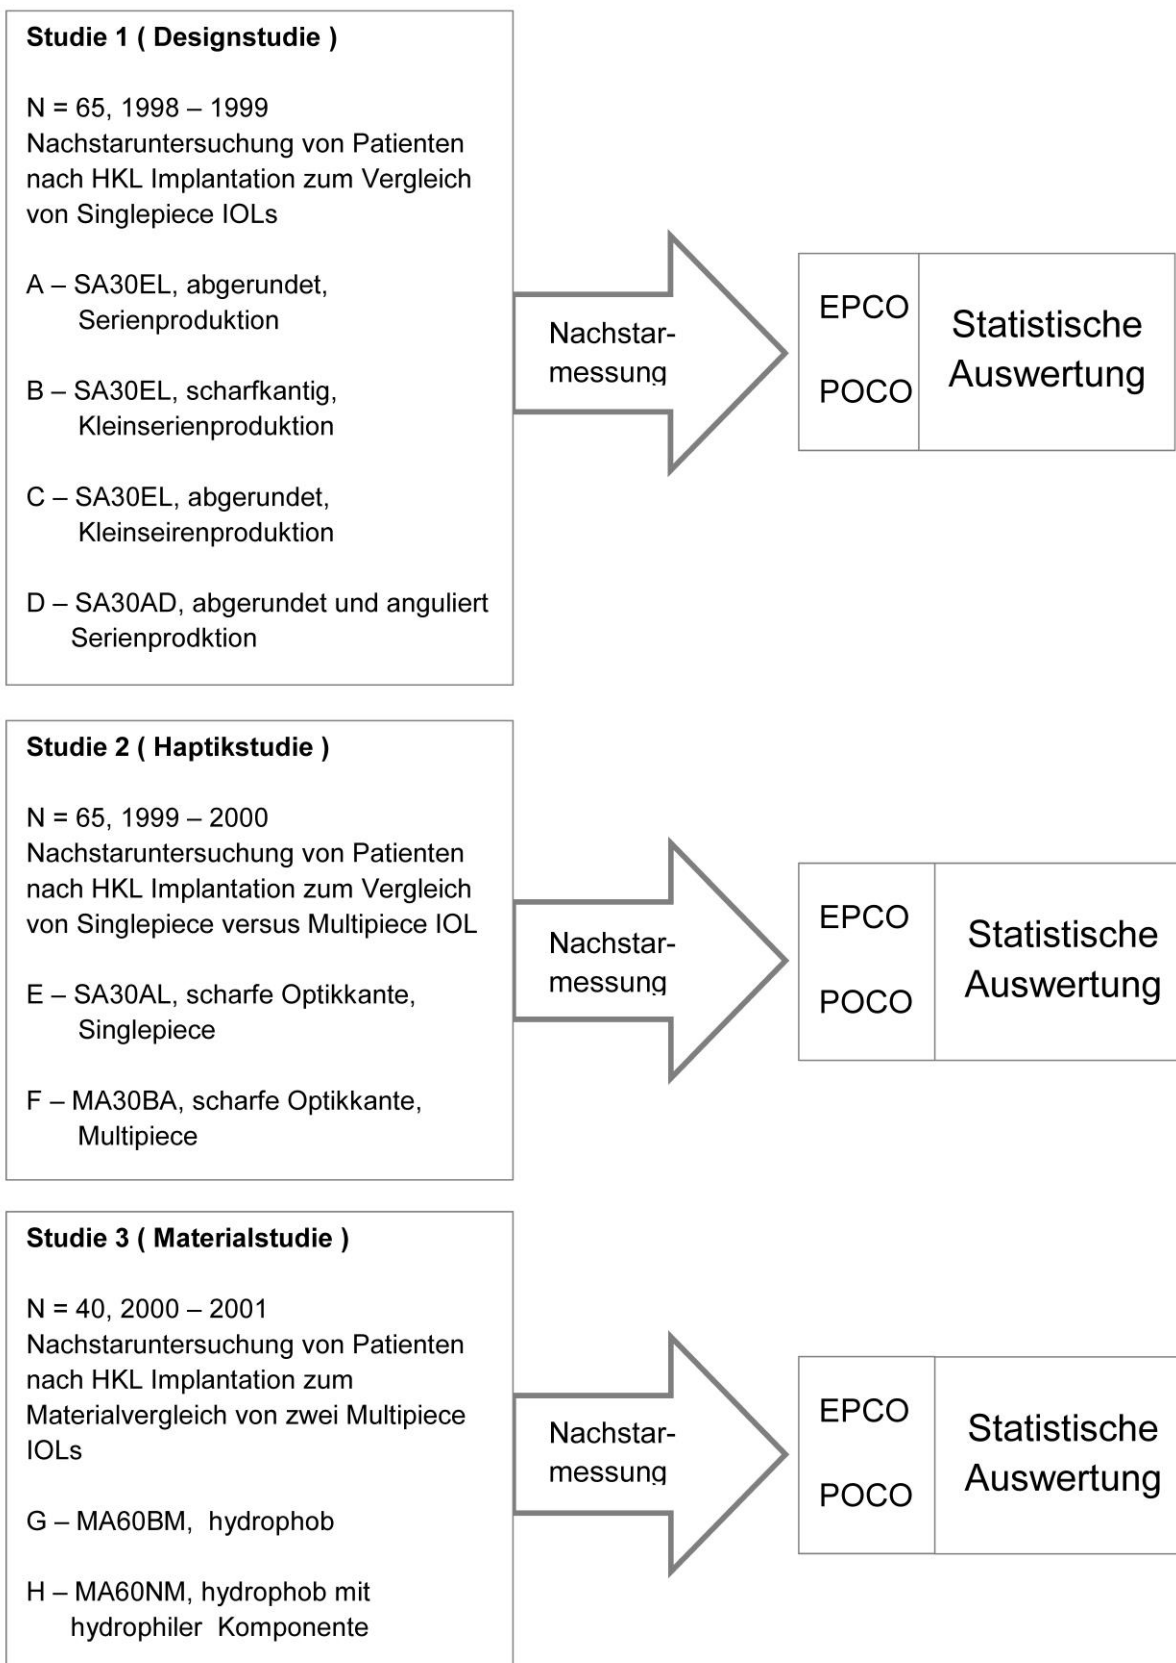 Studie 1 ( Designstudie )
N = 65, 1998 – 1999
Nachstaruntersuchung von Patienten
nach HKL Implantation zum Vergleich
von Singlepiece IOLs
A – SA30EL, abgerundet,
Serienproduktion
B – SA30EL, scharfkantig,
Kleinserienproduktion
C – SA30EL, abgerundet,
Kleinseirenproduktion
D – SA30AD, abgerundet und anguliert
Serienprodktion
Nachstar-
messung
EPCO
POCO
Statistische
Auswertung
Studie 2 ( Haptikstudie )
N = 65, 1999 – 2000
Nachstaruntersuchung von Patienten
nach HKL Implantation zum Vergleich
von Singlepiece versus Multipiece IOL
E – SA30AL, scharfe Optikkante,
Singlepiece
F – MA30BA, scharfe Optikkante,
Multipiece
Nachstar-
messung
EPCO
POCO
Statistische
Auswertung
Studie 3 ( Materialstudie )
N = 40, 2000 – 2001
Nachstaruntersuchung von Patienten
nach HKL Implantation zum
Materialvergleich von zwei Multipiece
IOLs
G – MA60BM, hydrophob
H – MA60NM, hydrophob mit
hydrophiler Komponente
Nachstar-
messung
EPCO
POCO
Statistische
Auswertung